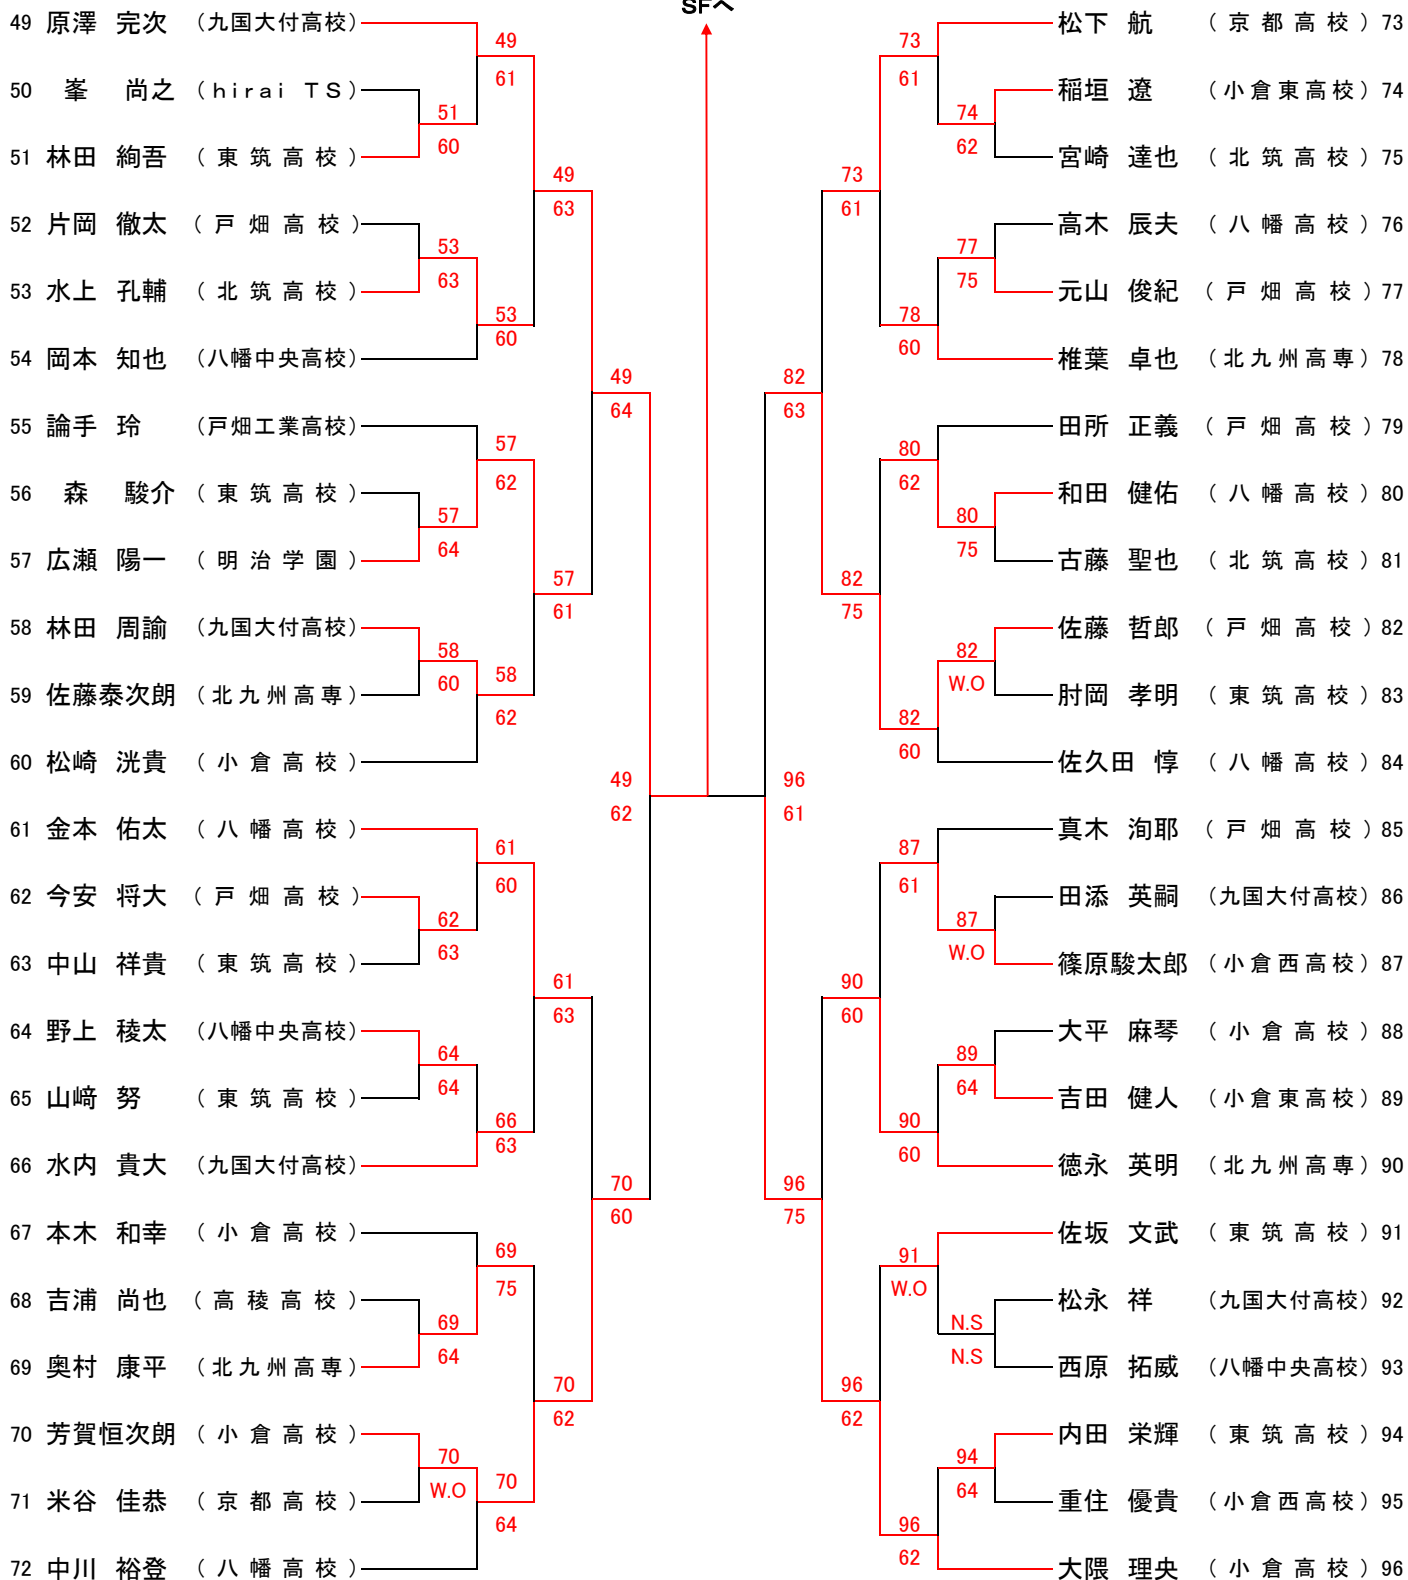 SFへ
49 原澤 完次 (九国大付高校)
50 峯 尚之 (hirai TS)
51 林田 絢吾 (東筑高校)
52 片岡 徹太 (戸畑高校)
53 水上 孔輔 (北筑高校)
54 岡本 知也 (八幡中央高校)
55 論手 玲 (戸畑工業高校)
56 森 駿介 (東筑高校)
57 広瀬 陽一 (明治学園)
58 林田 周諭 (九国大付高校)
59 佐藤泰次朗 (北九州高専)
60 松崎 洸貴 (小倉高校)
61 金本 佑太 (八幡高校)
62 今安 将大 (戸畑高校)
63 中山 祥貴 (東筑高校)
64 野上 稜太 (八幡中央高校)
65 山﨑 努 (東筑高校)
66 水内 貴大 (九国大付高校)
67 本木 和幸 (小倉高校)
68 吉浦 尚也 (高稜高校)
69 奥村 康平 (北九州高専)
70 芳賀恒次朗 (小倉高校)
71 米谷 佳恭 (京都高校)
72 中川 裕登 (八幡高校)
51
60
53
63
57
64
58
60
62
63
64
64
69
64
70
W.O
49
61
53
60
57
62
58
62
61
60
66
63
69
75
70
64
49
63
57
61
61
63
70
62
49
64
70
60
49
62
96
61
82
63
96
75
73
61
82
75
90
60
96
62
73
61
78
60
80
62
82
60
87
61
90
60
91
W.O
96
62
74
62
77
75
80
75
82
W.O
87
W.O
89
64
N.S
N.S
94
64
松下 航 (京都高校) 73
稲垣 遼 (小倉東高校) 74
宮崎 達也 (北筑高校) 75
高木 辰夫 (八幡高校) 76
元山 俊紀 (戸畑高校) 77
椎葉 卓也 (北九州高専) 78
田所 正義 (戸畑高校) 79
和田 健佑 (八幡高校) 80
古藤 聖也 (北筑高校) 81
佐藤 哲郎 (戸畑高校) 82
肘岡 孝明 (東筑高校) 83
佐久田 惇 (八幡高校) 84
真木 洵耶 (戸畑高校) 85
田添 英嗣 (九国大付高校) 86
篠原駿太郎 (小倉西高校) 87
大平 麻琴 (小倉高校) 88
吉田 健人 (小倉東高校) 89
徳永 英明 (北九州高専) 90
佐坂 文武 (東筑高校) 91
松永 祥 (九国大付高校) 92
西原 拓威 (八幡中央高校) 93
内田 栄輝 (東筑高校) 94
重住 優貴 (小倉西高校) 95
大隈 理央 (小倉高校) 96